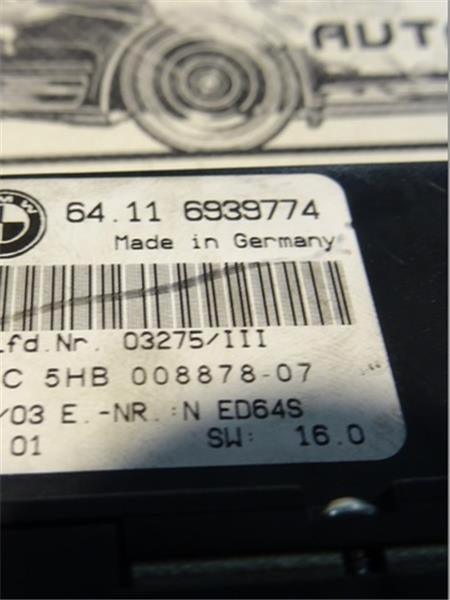 AUTO
64.11 6939774
Made in Germany
fd.Nr. 03275/III
C 5HB 008878-07
/03 E.-NR.:N ED64S
01 SW: 16.0